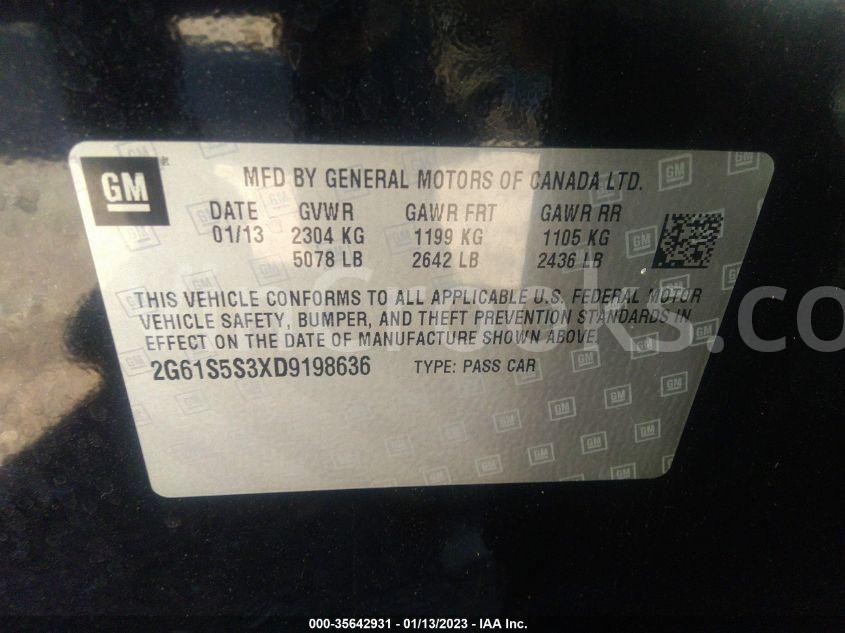 GM
MFD BY GENERAL MOTORS OF CANADA LTD.
DATE GVWR GAWR FRT GAWR RR
01/13 2304 KG 1199 KG 1105 KG
5078 LB 2642 LB 2436 LB
THIS VEHICLE CONFORMS TO ALL APPLICABLE U.S. FEDERAL MOTOR
VEHICLE SAFETY, BUMPER, AND THEFT PREVENTION STANDARDS IN
EFFECT ON THE DATE OF MANUFACTURE SHOWN ABOVE.
2G61S5S3XD9198636 TYPE: PASS CAR
000-35642931 - 01/13/2023 - IAA Inc.